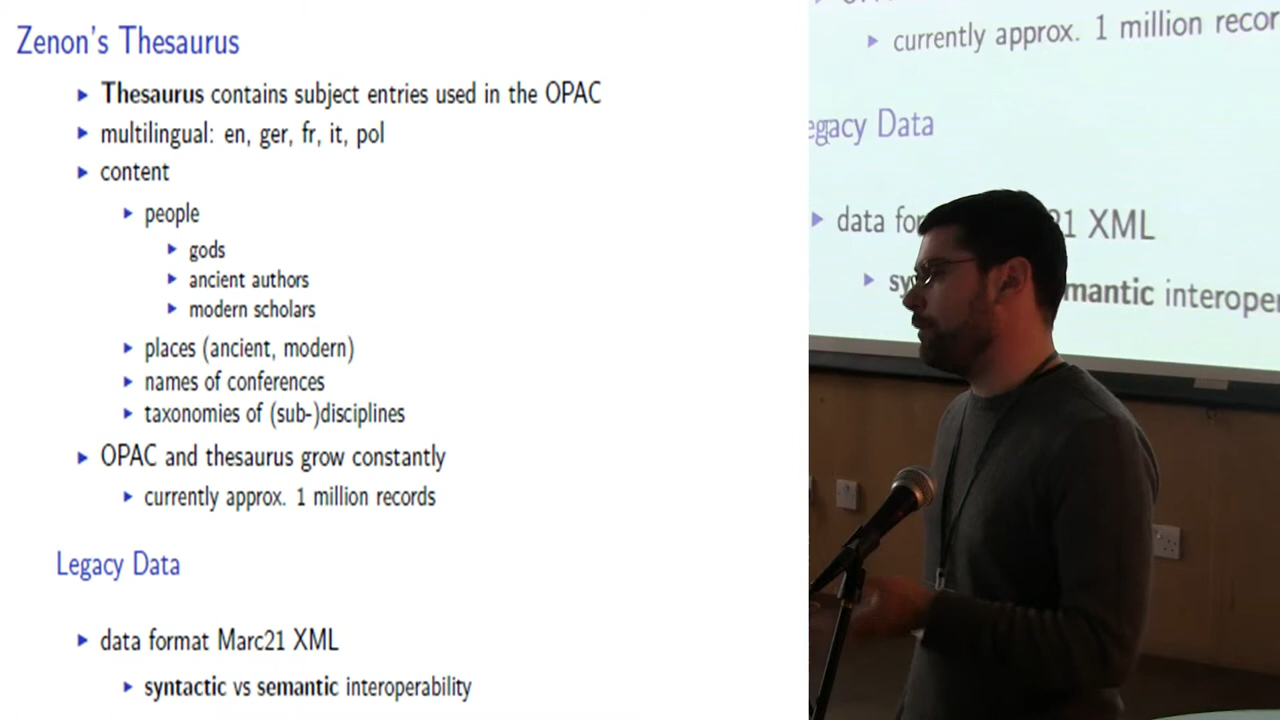 Zenon's Thesaurus
Thesaurus contains subject entries used in the OPAC
multilingual: en, ger, fr, it, pol
content
people
gods
ancient authors
modern scholars
places (ancient, modern)
names of conferences
taxonomies of (sub-)disciplines
OPAC and thesaurus grow constantly
currently approx. 1 million records
Legacy Data
data format Marc21 XML
syntactic vs semantic interoperability
currently approx. 1 million recor
egacy Data
data for 1 XML
sy mantic interoper